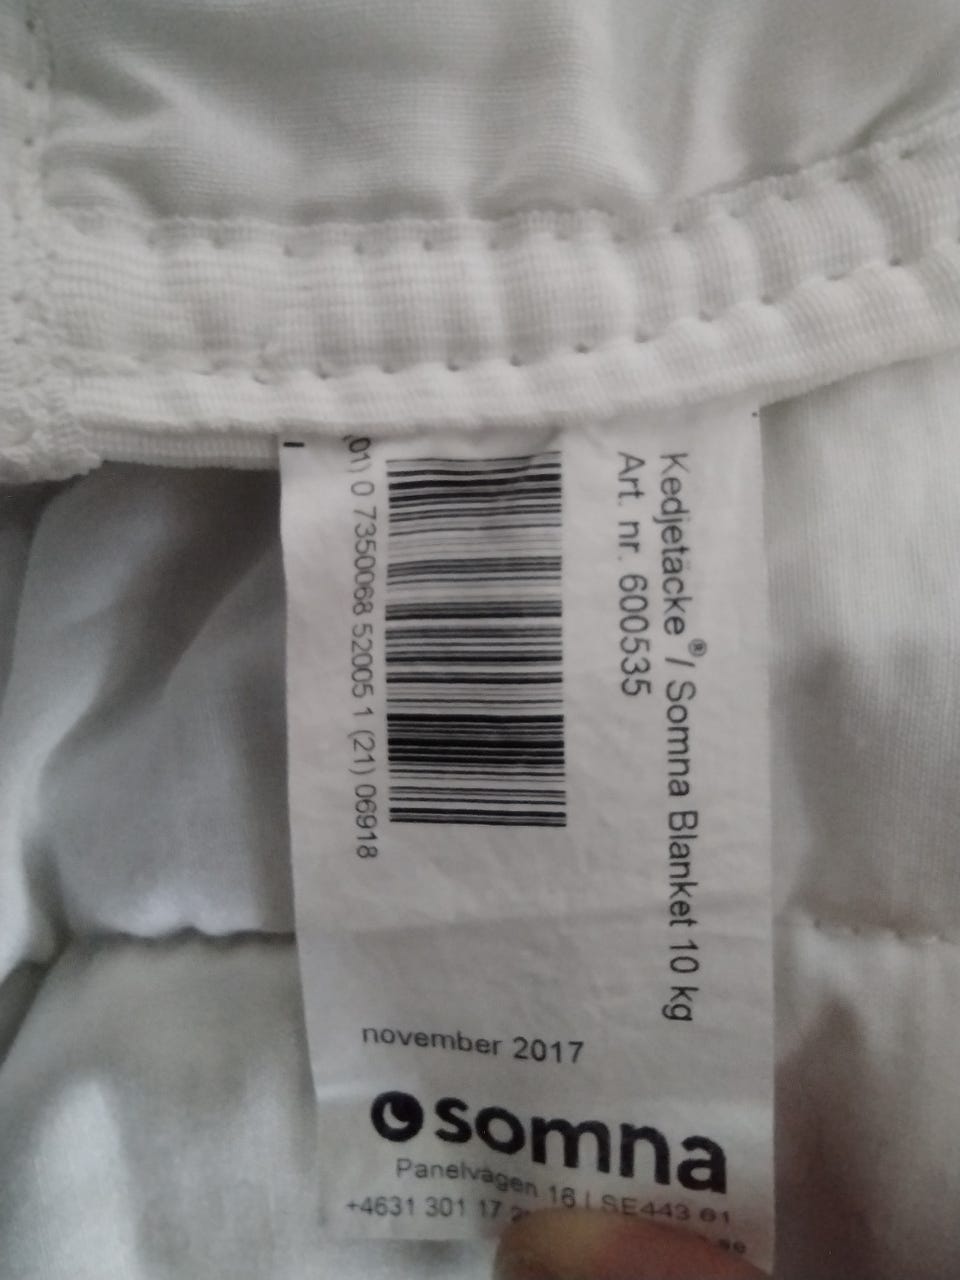 Kedjetäcke® / Somna Blanket 10 kg
Art. nr. 600535
(01) 0 7350068 52005 1 (21) 06918
november 2017
somna
Panelvägen 16 | SE443 61
+4631 301 17